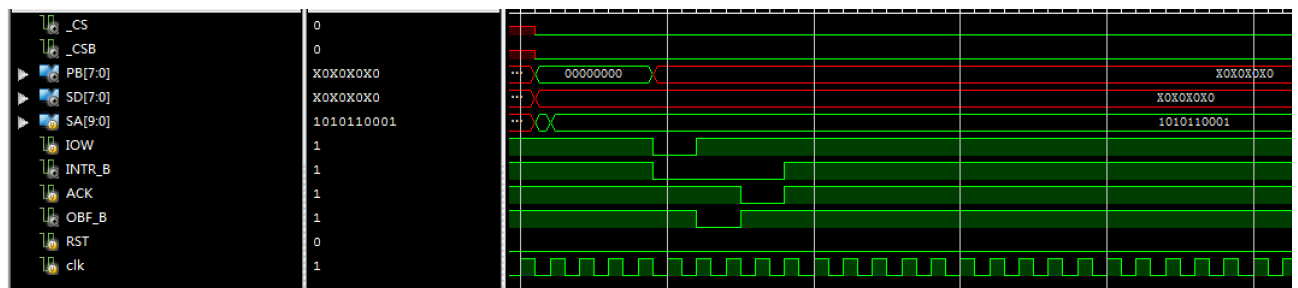 _CS 0
_CSB 0
PB[7:0] X0X0X0X0 ... 00000000 X0X0X0X0
SD[7:0] X0X0X0X0 ... X0X0X0X0
SA[9:0] 1010110001 ... 1010110001
IOW 1
INTR_B 1
ACK 1
OBF_B 1
RST 0
clk 1